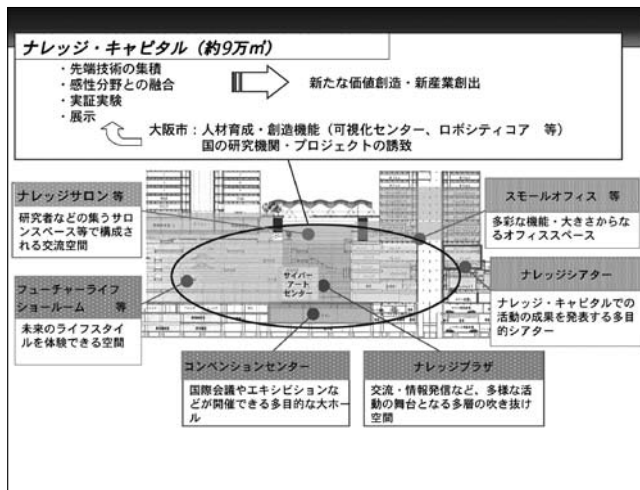 ナレッジ・キャピタル（約9万㎡）
・先端技術の集積
・感性分野との融合
・実証実験
・展示
新たな価値創造・新産業創出
大阪市：人材育成・創造機能（可視化センター、ロボシティコア　等）
国の研究機関・プロジェクトの誘致
ナレッジサロン 等
研究者などの集うサロ
ンスペース等で構成さ
れる交流空間
スモールオフィス　等
多彩な機能・大きさからな
るオフィススペース
フューチャーライフ
ショールーム　　等
未来のライフスタイ
ルを体験できる空間
サイバー
アート
センター
ナレッジシアター
ナレッジ・キャピタルでの
活動の成果を発表する多目
的シアター
コンベンションセンター
国際会議やエキシビションな
どが開催できる多目的な大ホー
ル
ナレッジプラザ
交流・情報発信など、多様な活
動の舞台となる多層の吹き抜け
空間